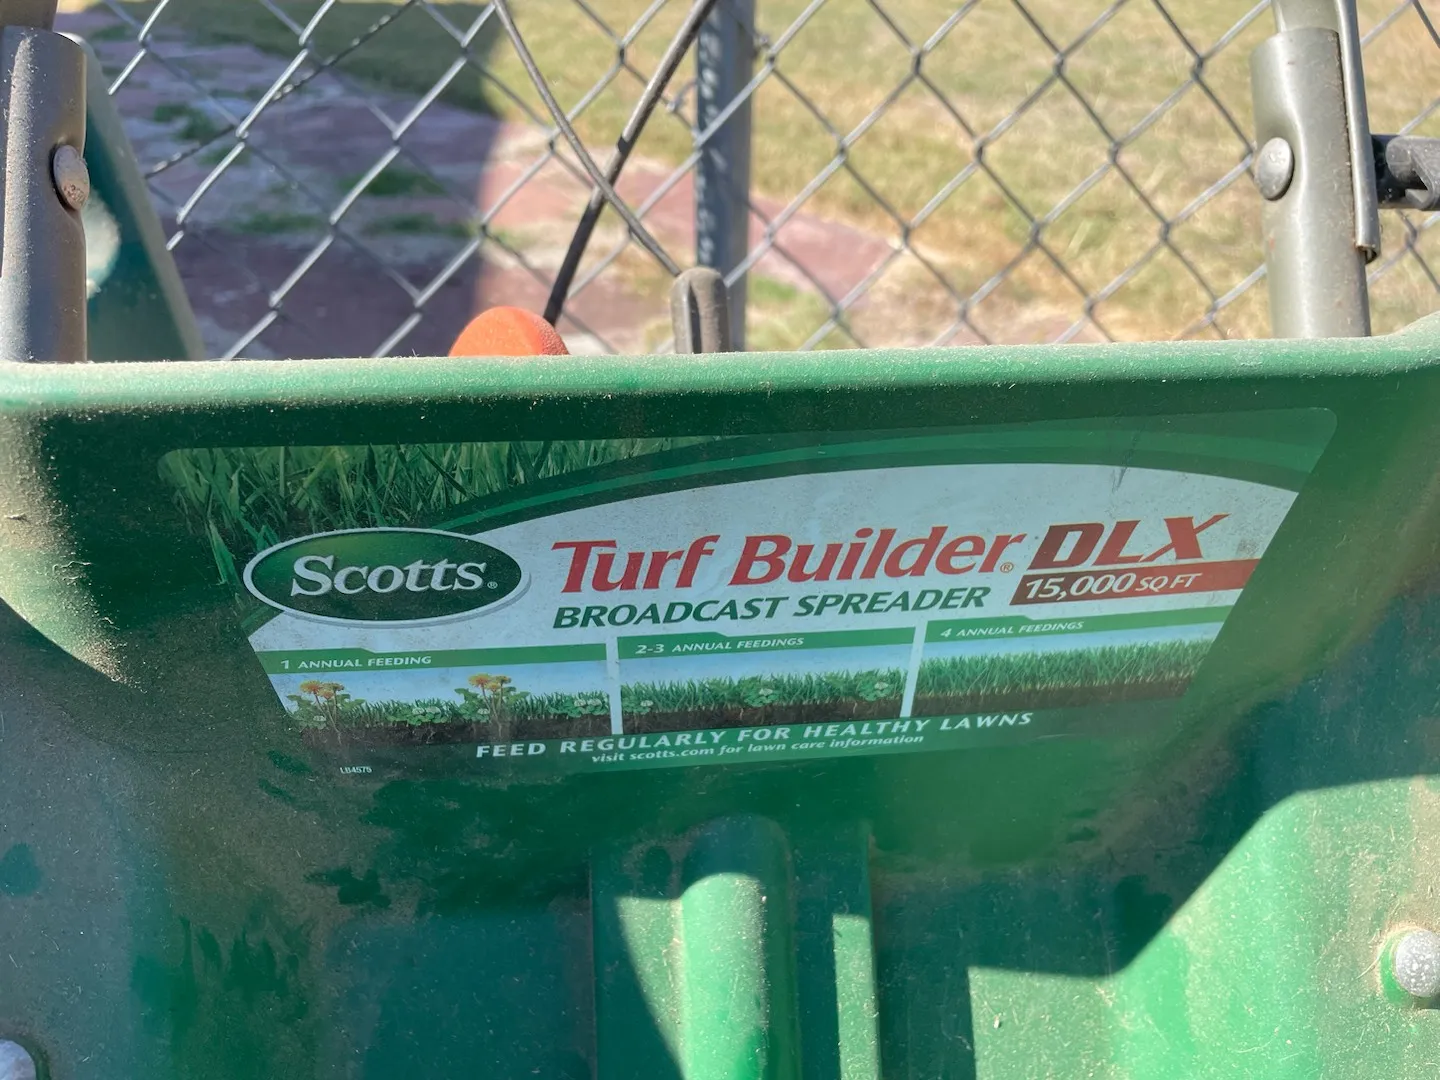 Scotts®
Turf Builder® DLX
BROADCAST SPREADER 15,000 SQ FT
1 ANNUAL FEEDING
2-3 ANNUAL FEEDINGS
4 ANNUAL FEEDINGS
FEED REGULARLY FOR HEALTHY LAWNS
visit scotts.com for lawn care information
LB4575